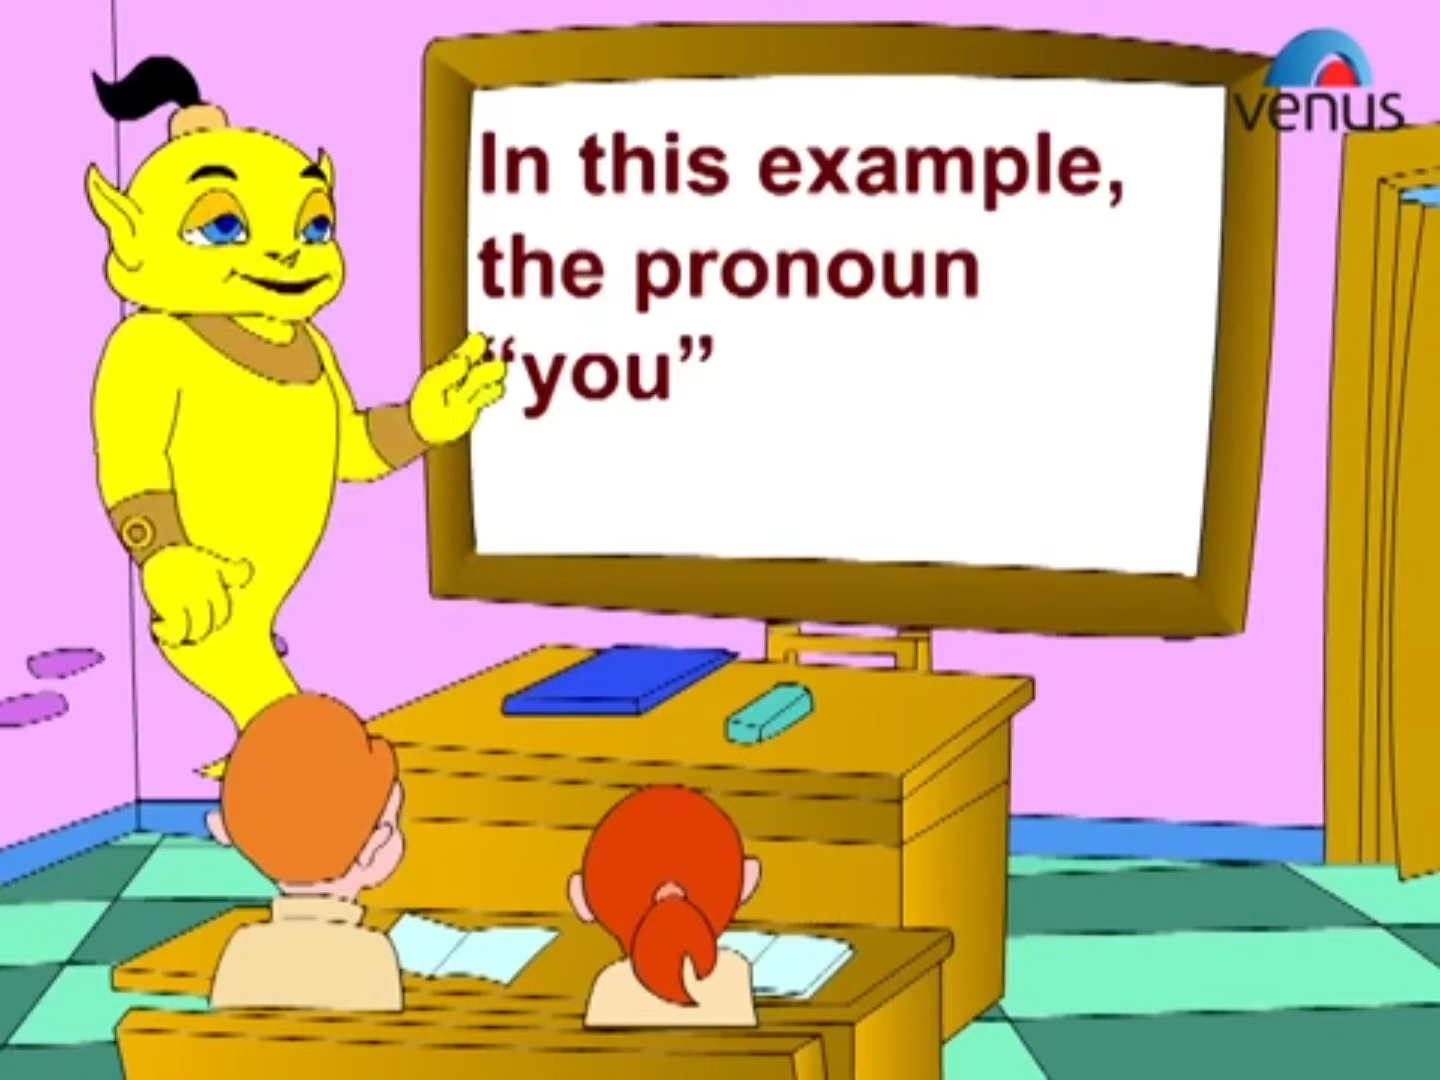 venus
In this example,
the pronoun
“you”